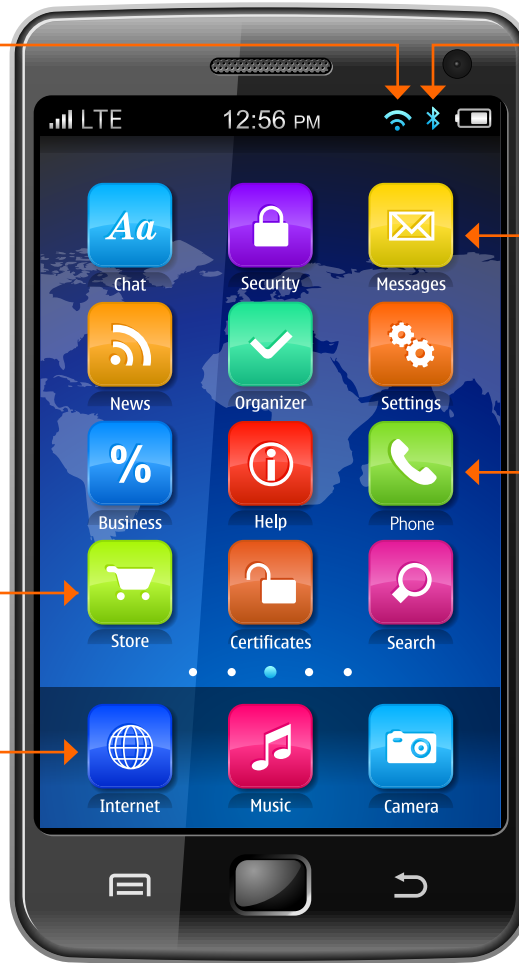 LTE 12:56 PM
Aa
Chat Security Messages
News Organizer Settings
%
Business Help Phone
Store Certificates Search
Internet Music Camera